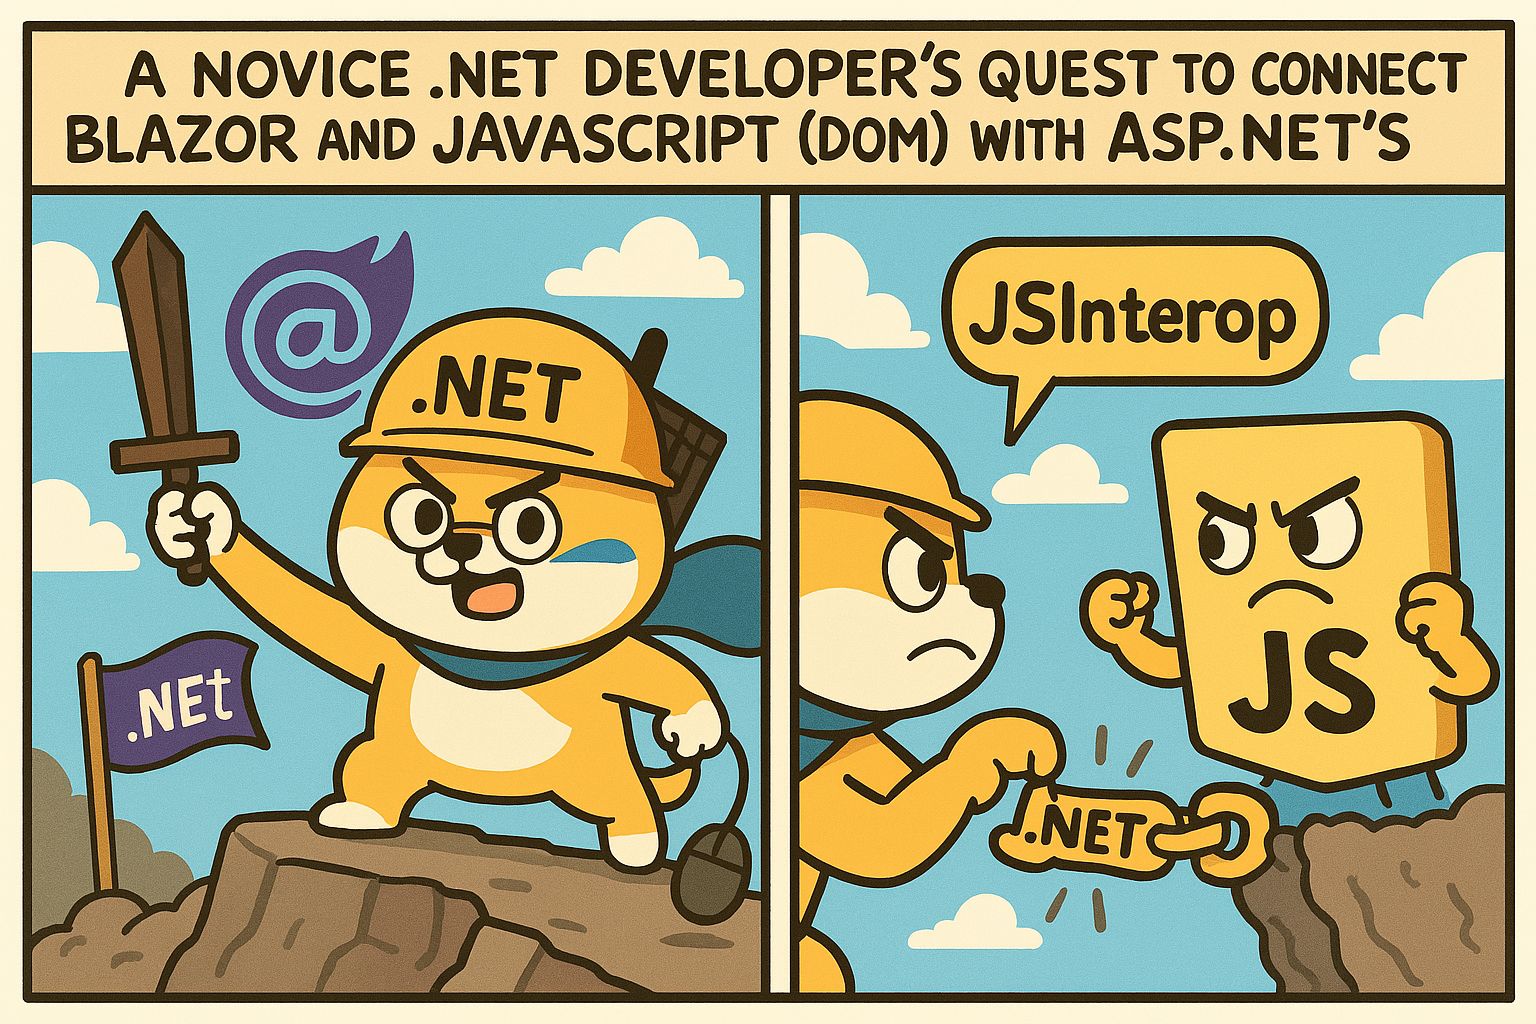 A NOVICE .NET DEVELOPER'S QUEST TO CONNECT
BLAZOR AND JAVASCRIPT (DOM) WITH ASP.NET'S
@
.NET
.NEt
JSInterop
JS
.NET